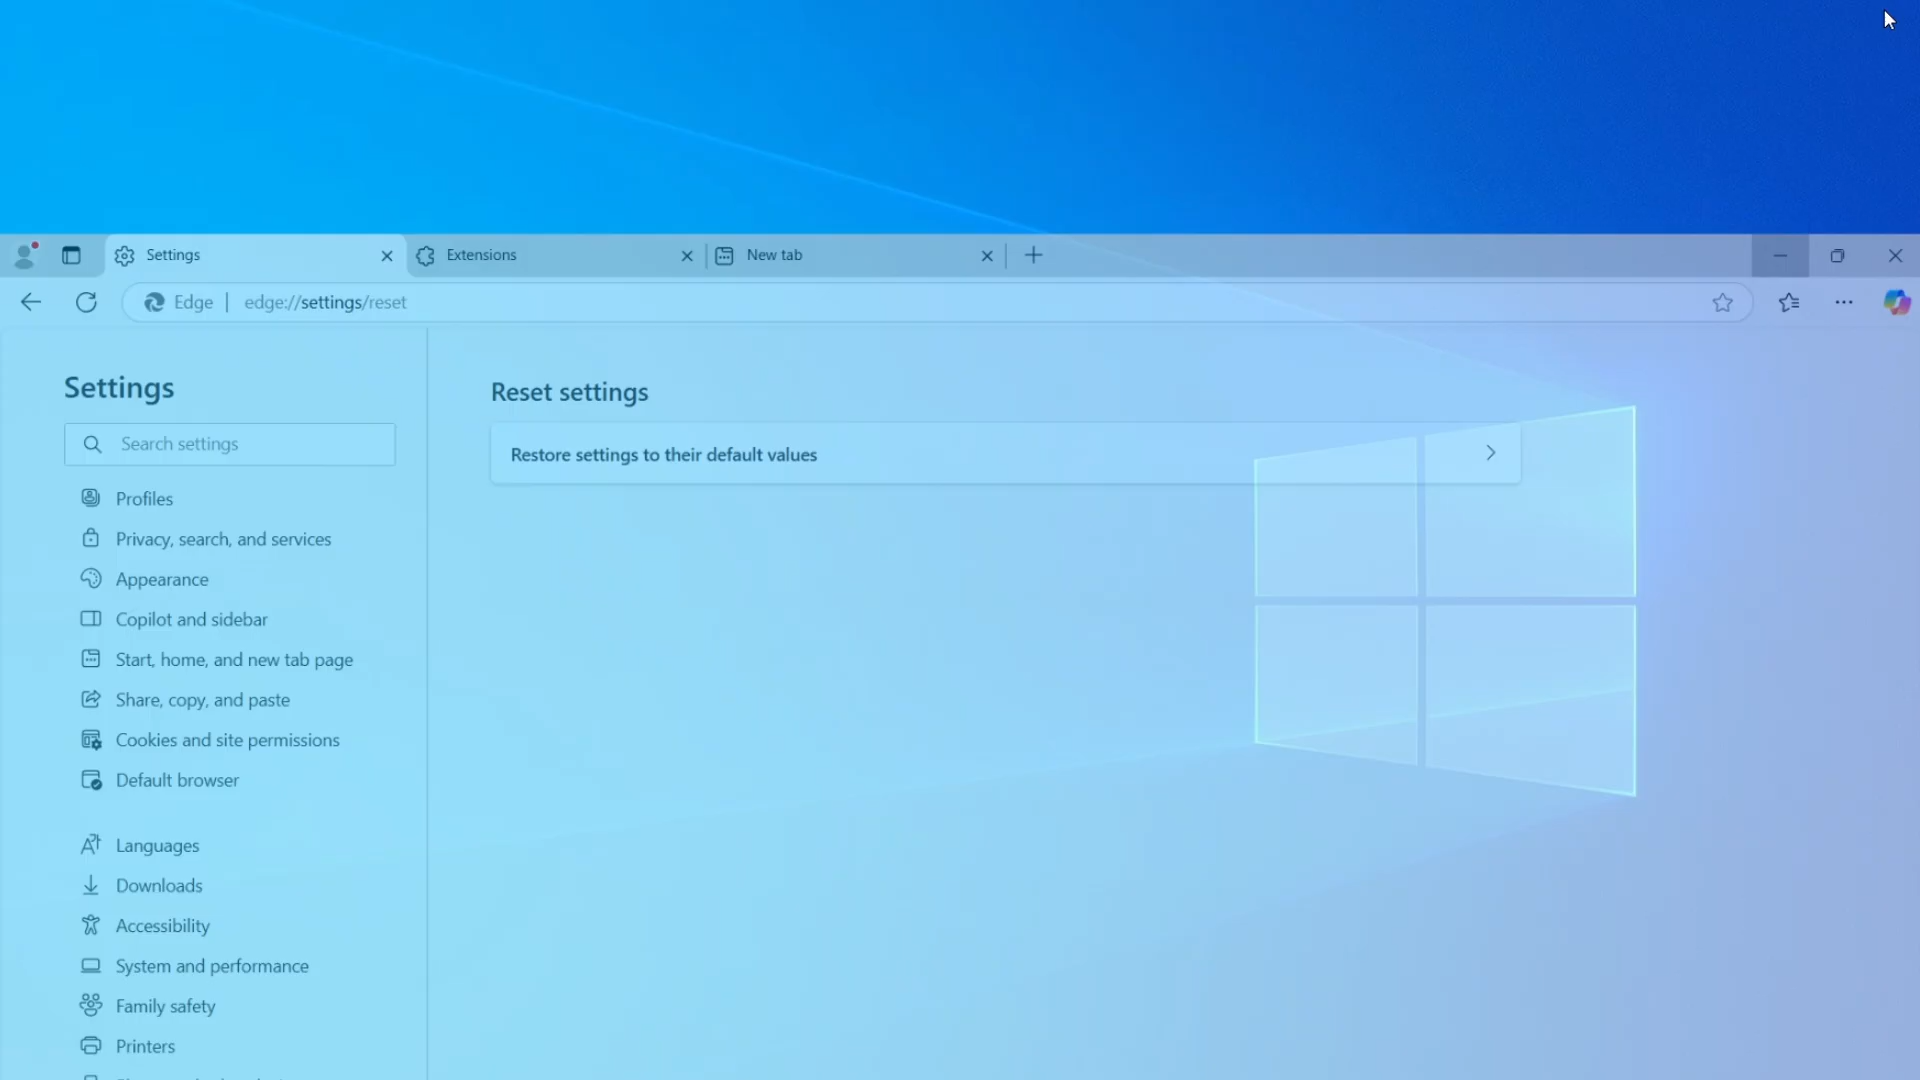 Settings
Extensions
New tab
Edge | edge://settings/reset
Settings
Search settings
Profiles
Privacy, search, and services
Appearance
Copilot and sidebar
Start, home, and new tab page
Share, copy, and paste
Cookies and site permissions
Default browser
Languages
Downloads
Accessibility
System and performance
Family safety
Printers
Reset settings
Restore settings to their default values